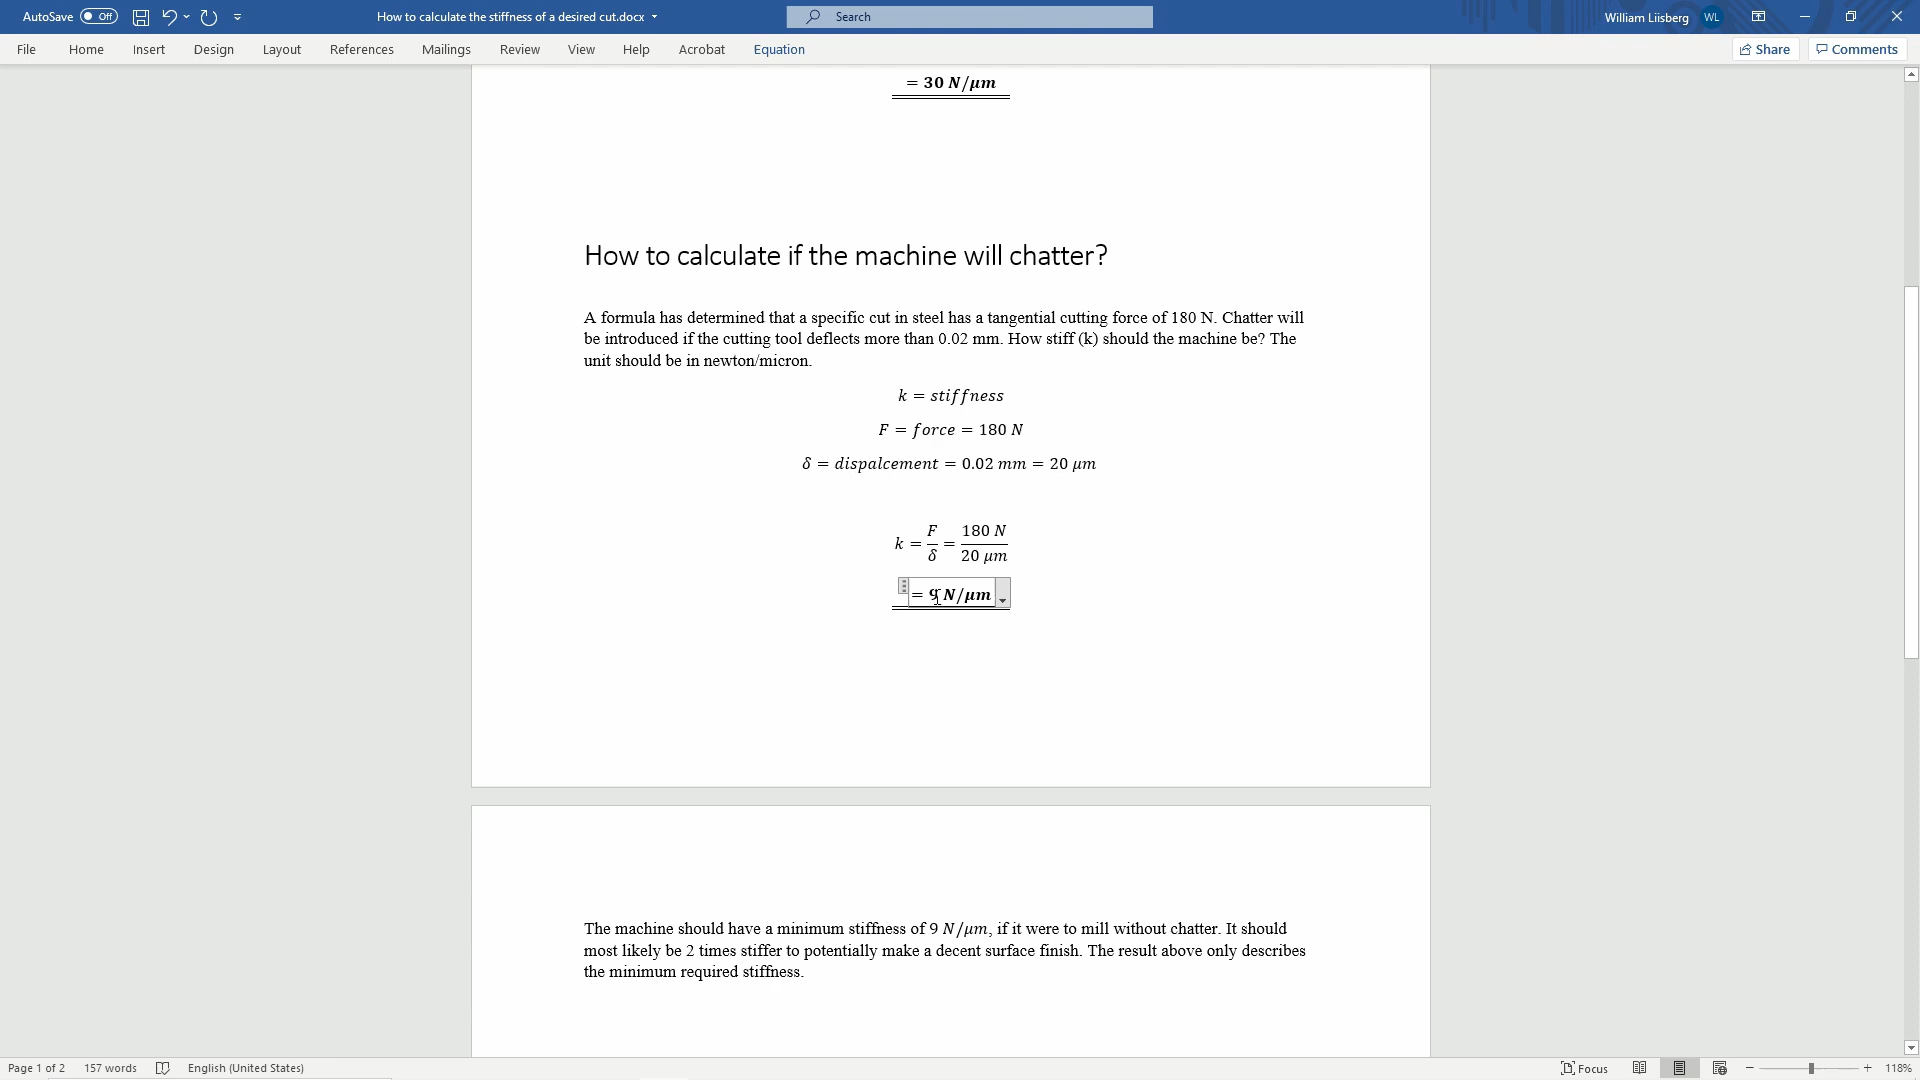 AutoSave Off How to calculate the stiffness of a desired cut.docx Search William Liisberg WL
File Home Insert Design Layout References Mailings Review View Help Acrobat Equation Share Comments
= 30 N/μm
How to calculate if the machine will chatter?
A formula has determined that a specific cut in steel has a tangential cutting force of 180 N. Chatter will
be introduced if the cutting tool deflects more than 0.02 mm. How stiff (k) should the machine be? The
unit should be in newton/micron.
k = stiffness
F = force = 180 N
δ = dispalcement = 0.02 mm = 20 μm
k = F/δ = 180 N/20 μm
= 9 N/μm
The machine should have a minimum stiffness of 9 N/μm, if it were to mill without chatter. It should
most likely be 2 times stiffer to potentially make a decent surface finish. The result above only describes
the minimum required stiffness.
Page 1 of 2 157 words English (United States) Focus 118%